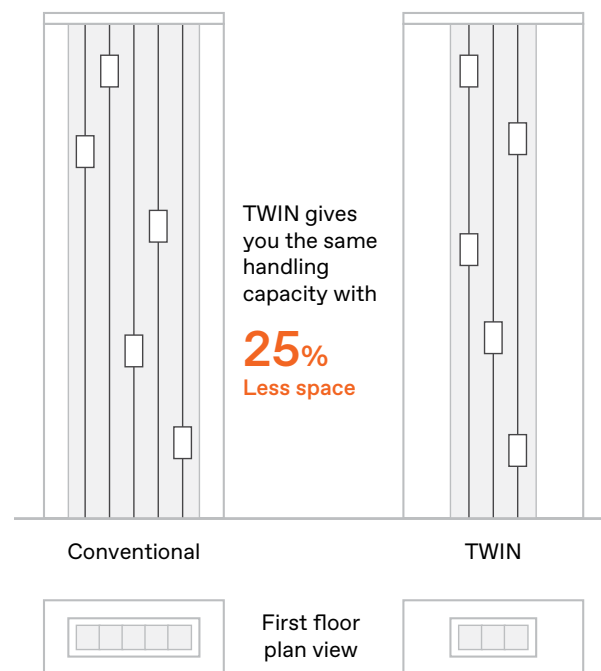 TWIN gives
you the same
handling
capacity with
25%
Less space
Conventional
TWIN
First floor
plan view